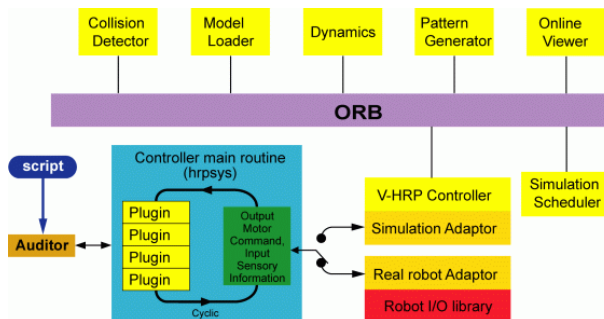 Collision
Detector
Model
Loader
Dynamics
Pattern
Generator
Online
Viewer
ORB
Controller main routine
(hrpsys)
script
Auditor
Plugin
Plugin
Plugin
Plugin
Output
Motor
Command,
Input
Sensory
Information
Cyclic
V-HRP Controller
Simulation Adaptor
Real robot Adaptor
Robot I/O library
Simulation
Scheduler